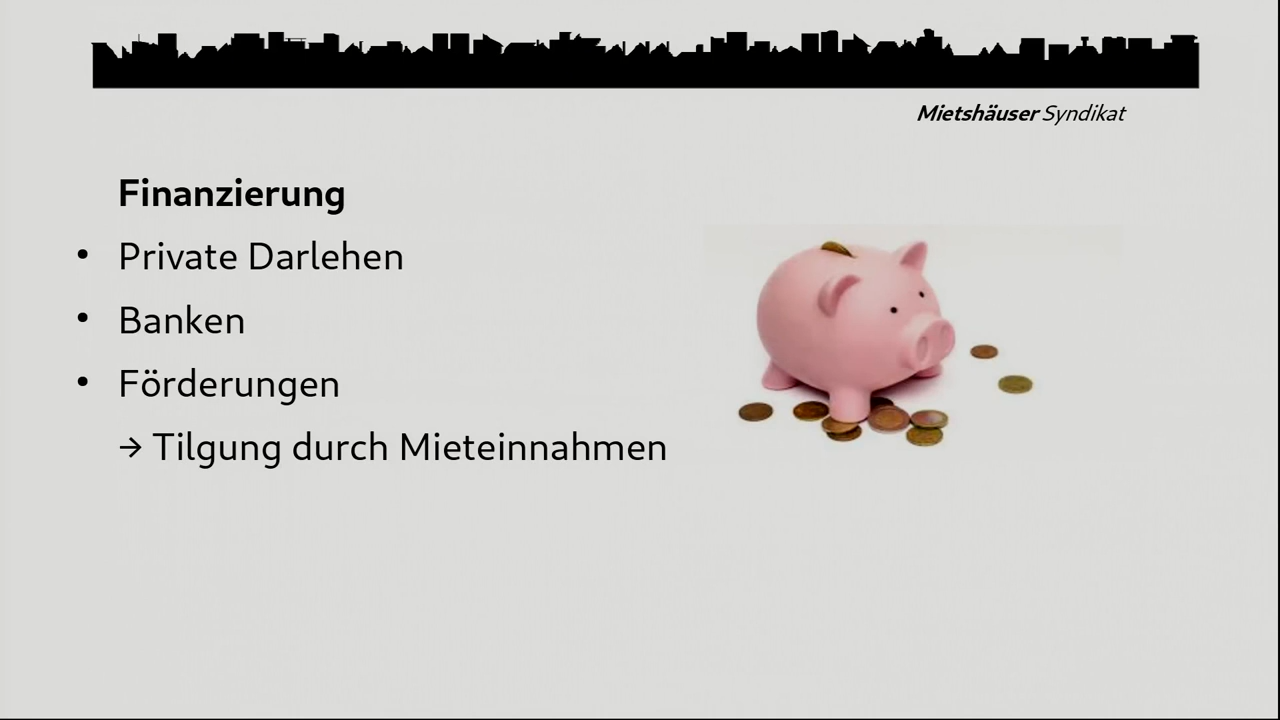 Mietshäuser Syndikat
Finanzierung
• Private Darlehen
• Banken
• Förderungen
→ Tilgung durch Mieteinnahmen